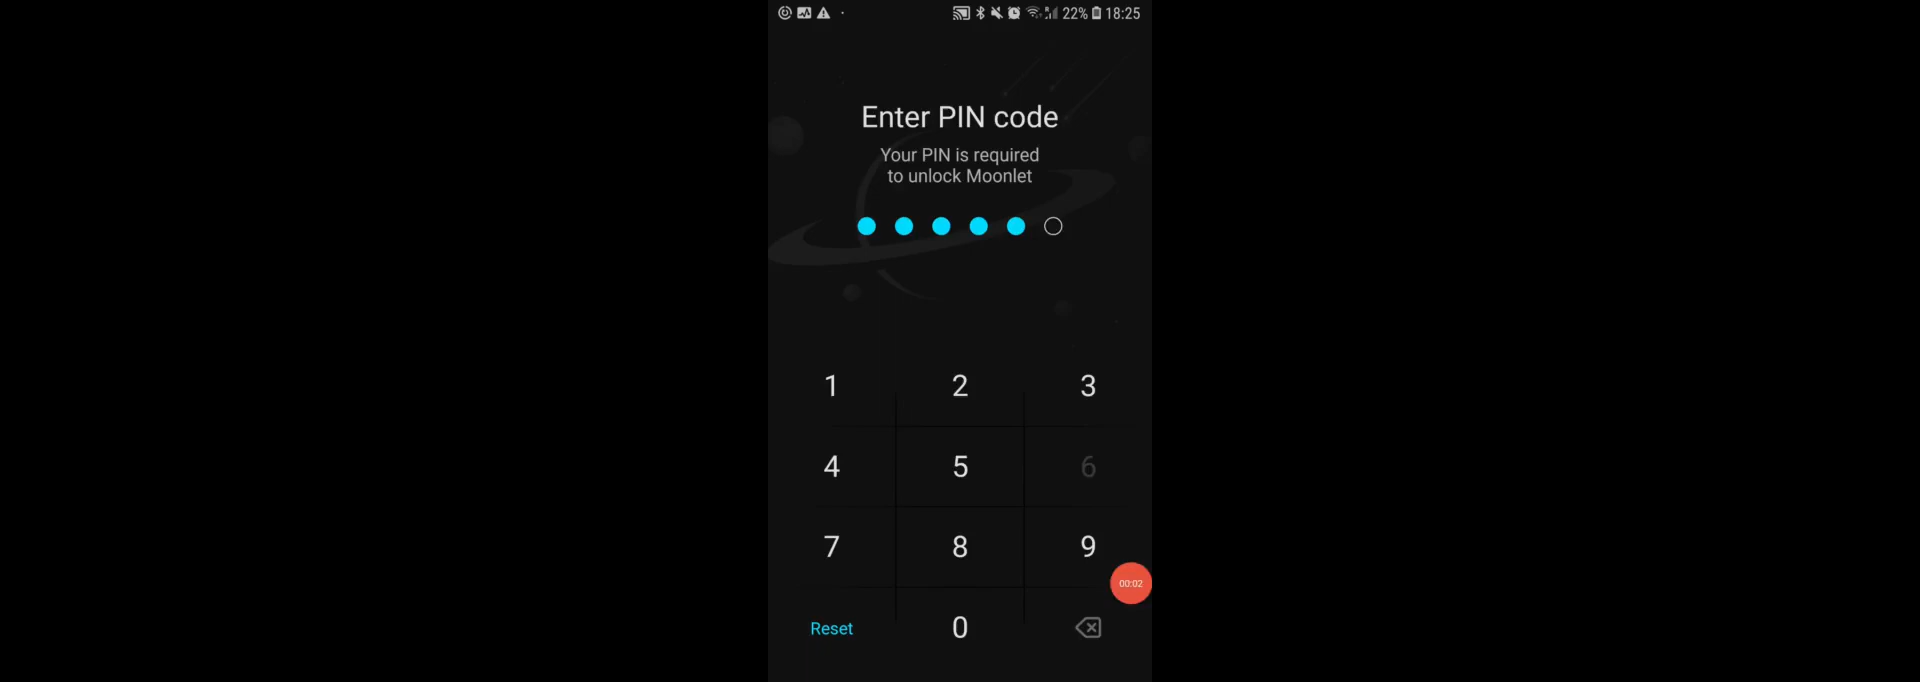 22% 18:25
Enter PIN code
Your PIN is required
to unlock Moonlet
1 2 3
4 5 6
7 8 9
00:02
Reset 0